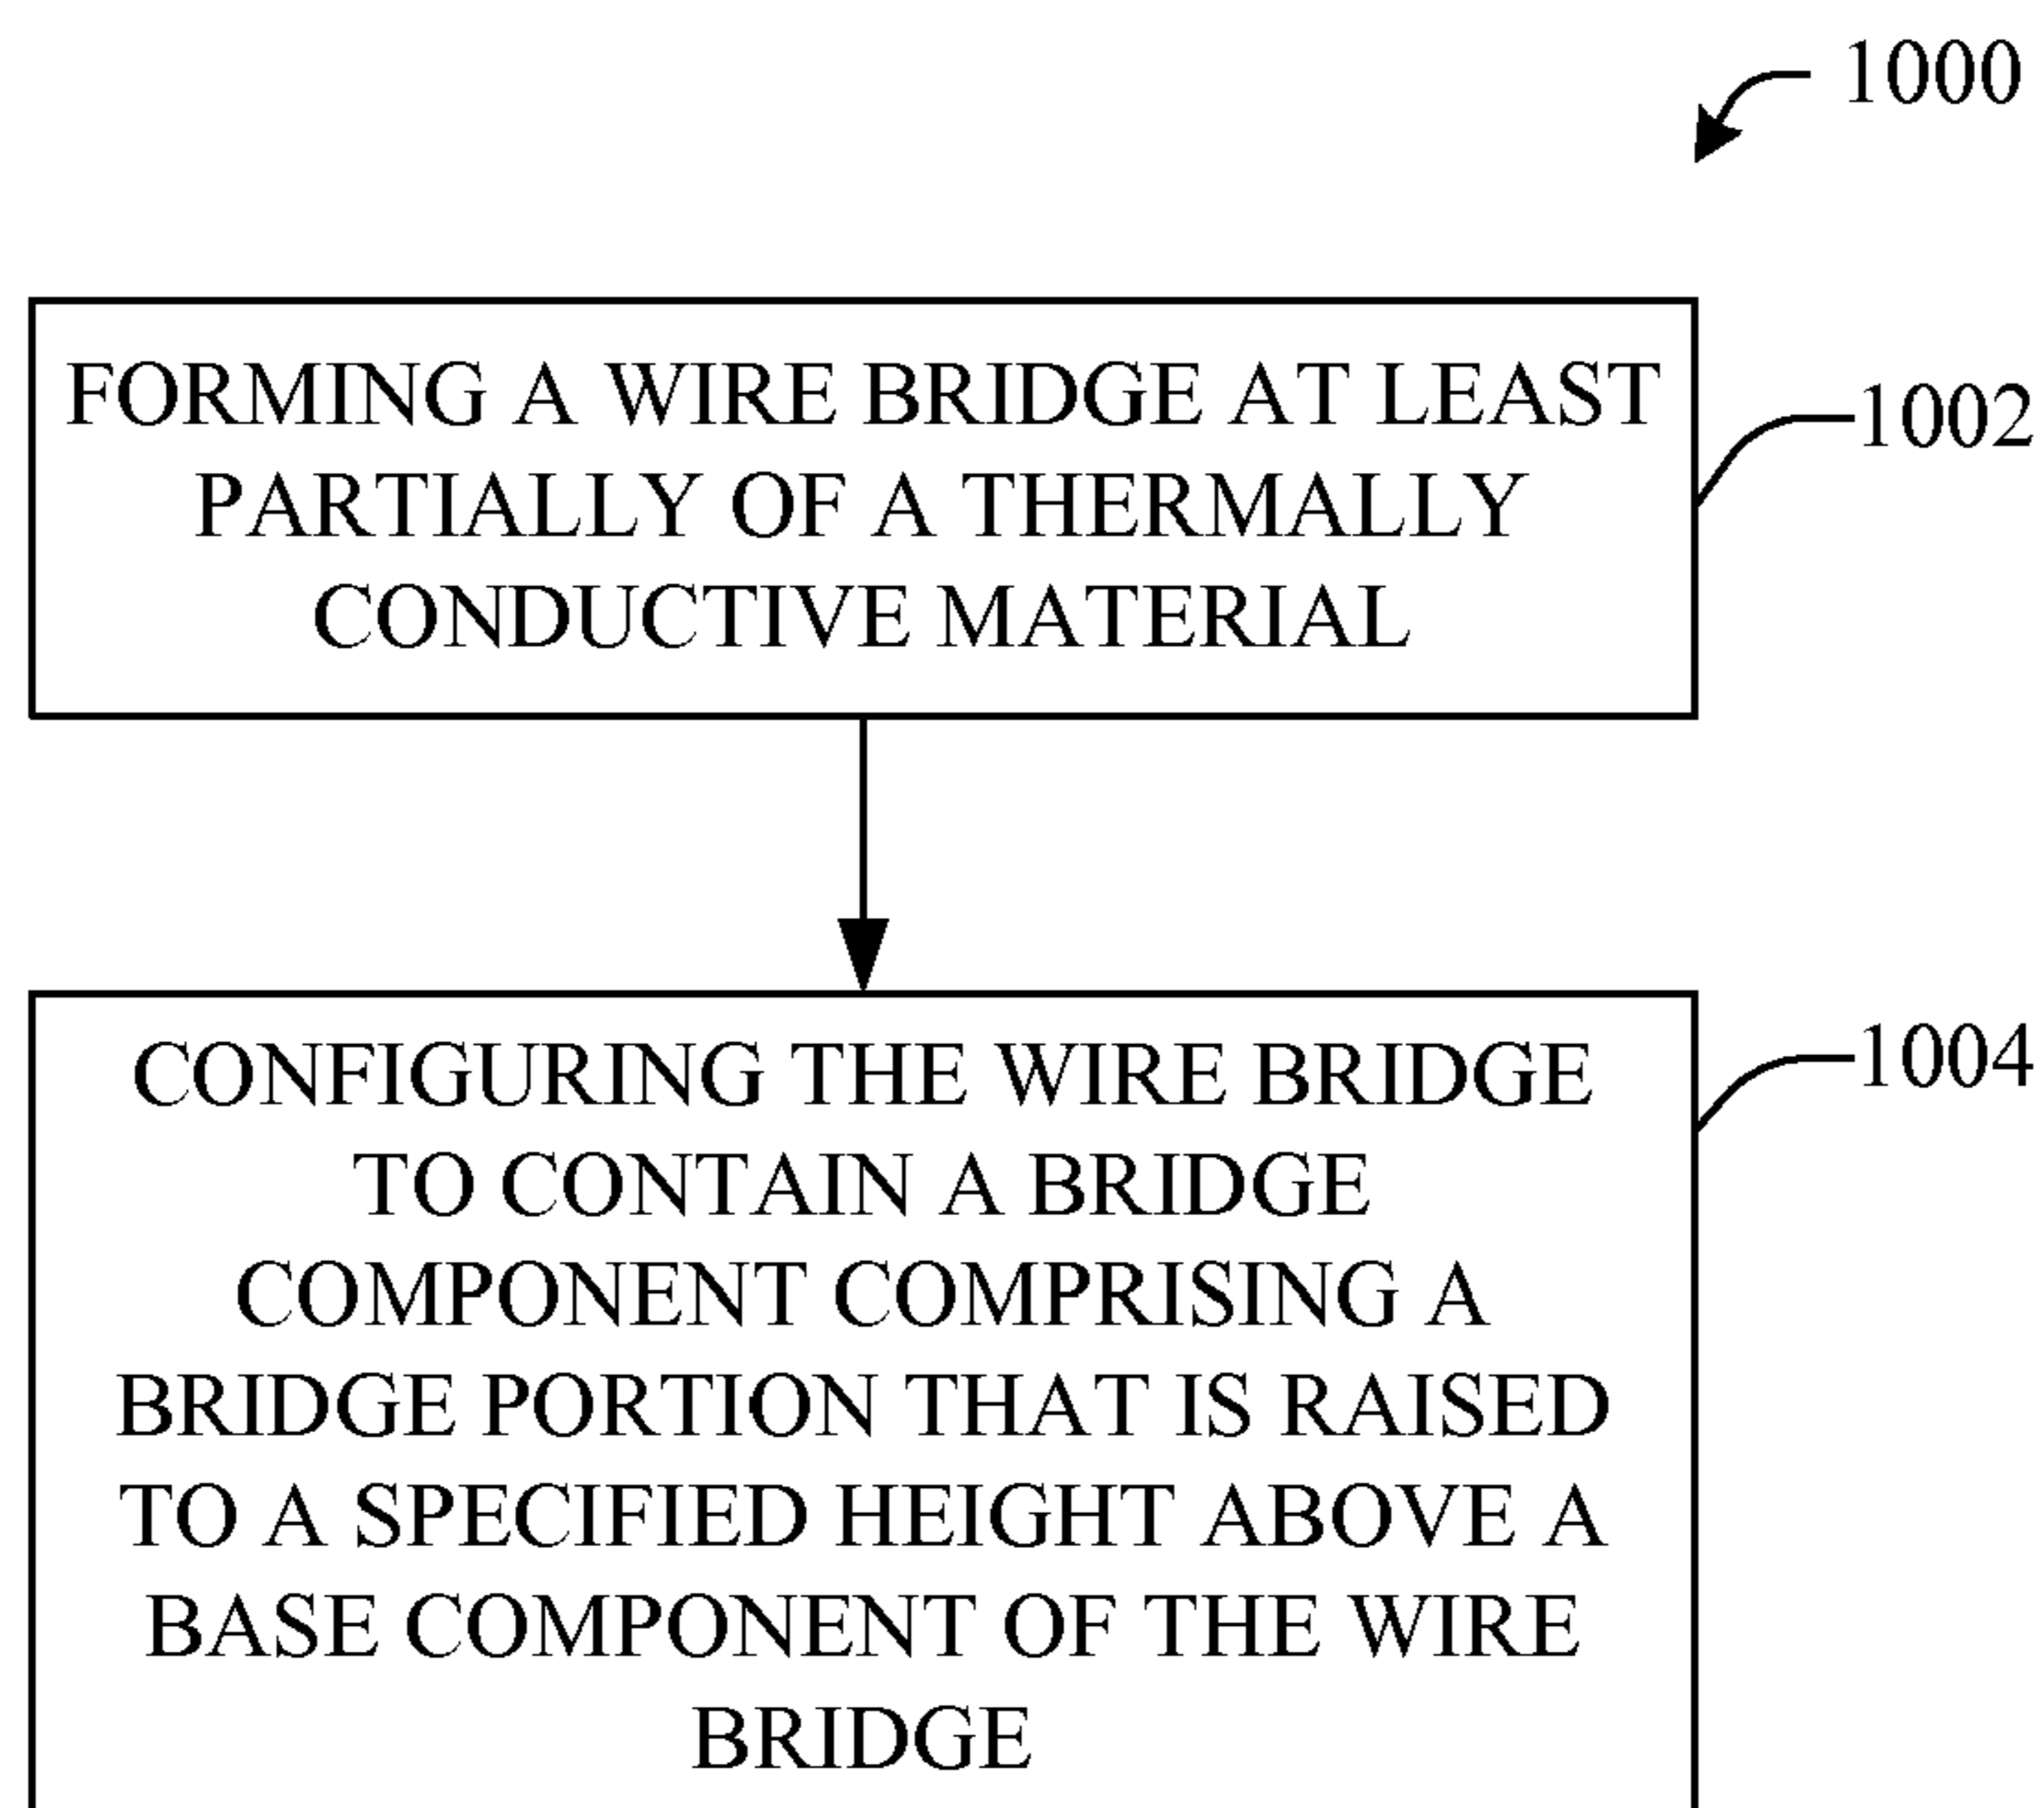 1000
FORMING A WIRE BRIDGE AT LEAST
PARTIALLY OF A THERMALLY
CONDUCTIVE MATERIAL
1002
CONFIGURING THE WIRE BRIDGE
TO CONTAIN A BRIDGE
COMPONENT COMPRISING A
BRIDGE PORTION THAT IS RAISED
TO A SPECIFIED HEIGHT ABOVE A
BASE COMPONENT OF THE WIRE
BRIDGE
1004